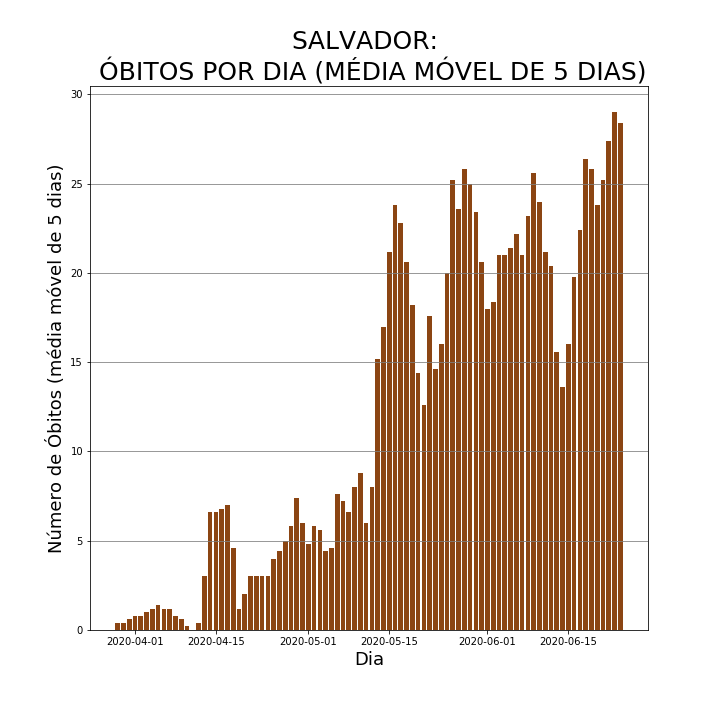 SALVADOR:
ÓBITOS POR DIA (MÉDIA MÓVEL DE 5 DIAS)
Número de Óbitos (média móvel de 5 dias)
30
25
20
15
10
5
0
2020-04-01 2020-04-15 2020-05-01 2020-05-15 2020-06-01 2020-06-15
Dia